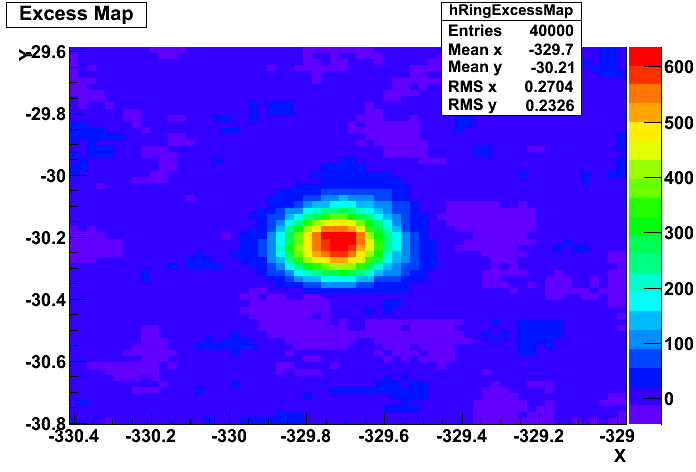 Excess Map
hRingExcessMap
Entries 40000
Mean x -329.7
Mean y -30.21
RMS x 0.2704
RMS y 0.2326
Y
-29.6
-29.8
-30
-30.2
-30.4
-30.6
-30.8
-330.4 -330.2 -330 -329.8 -329.6 -329.4 -329.2 -329
X
600
500
400
300
200
100
0